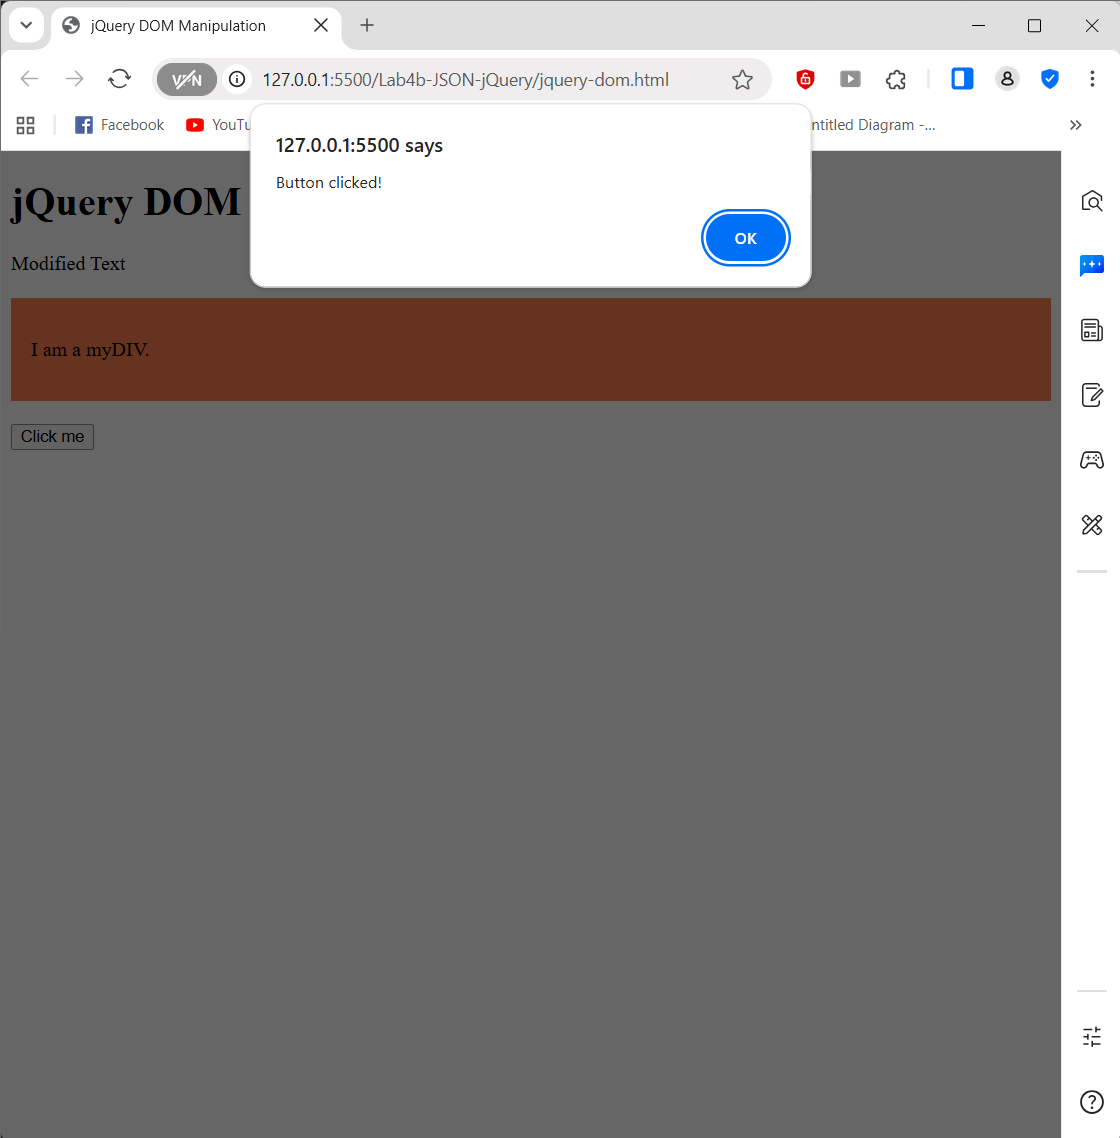 jQuery DOM Manipulation
VPN
127.0.0.1:5500/Lab4b-JSON-jQuery/jquery-dom.html
Facebook
YouTu
ntitled Diagram -...
127.0.0.1:5500 says
Button clicked!
OK
jQuery DOM
Modified Text
I am a myDIV.
Click me